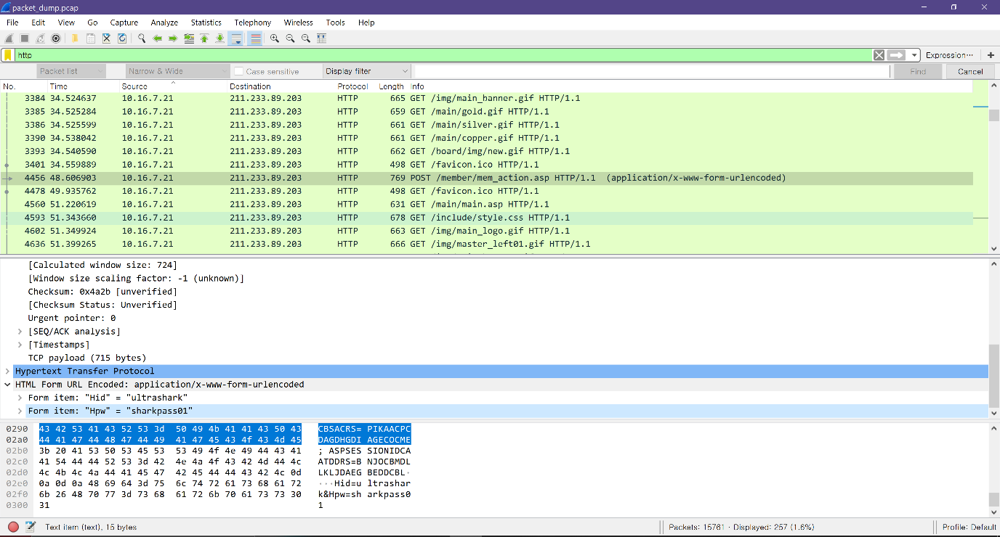 packet_dump.pcap
File Edit View Go Capture Analyze Statistics Telephony Wireless Tools Help
http Expression⋯ +
Packet list Narrow & Wide Case sensitive Display filter Find Cancel
No. Time Source Destination Protocol Length Info
3384 34.524637 10.16.7.21 211.233.89.203 HTTP 665 GET /img/main_banner.gif HTTP/1.1
3385 34.525284 10.16.7.21 211.233.89.203 HTTP 659 GET /main/gold.gif HTTP/1.1
3386 34.525599 10.16.7.21 211.233.89.203 HTTP 661 GET /main/silver.gif HTTP/1.1
3390 34.538042 10.16.7.21 211.233.89.203 HTTP 661 GET /main/copper.gif HTTP/1.1
3393 34.540590 10.16.7.21 211.233.89.203 HTTP 662 GET /board/img/new.gif HTTP/1.1
3401 34.559889 10.16.7.21 211.233.89.203 HTTP 498 GET /favicon.ico HTTP/1.1
4456 48.606903 10.16.7.21 211.233.89.203 HTTP 769 POST /member/mem_action.asp HTTP/1.1 (application/x-www-form-urlencoded)
4478 49.935762 10.16.7.21 211.233.89.203 HTTP 498 GET /favicon.ico HTTP/1.1
4560 51.220619 10.16.7.21 211.233.89.203 HTTP 631 GET /main/main.asp HTTP/1.1
4593 51.343660 10.16.7.21 211.233.89.203 HTTP 678 GET /include/style.css HTTP/1.1
4602 51.349924 10.16.7.21 211.233.89.203 HTTP 663 GET /img/main_logo.gif HTTP/1.1
4636 51.399265 10.16.7.21 211.233.89.203 HTTP 666 GET /img/master_left01.gif HTTP/1.1
[Calculated window size: 724]
[Window size scaling factor: -1 (unknown)]
Checksum: 0x4a2b [unverified]
[Checksum Status: Unverified]
Urgent pointer: 0
[SEQ/ACK analysis]
[Timestamps]
TCP payload (715 bytes)
Hypertext Transfer Protocol
HTML Form URL Encoded: application/x-www-form-urlencoded
Form item: "Hid" = "ultrashark"
Form item: "Hpw" = "sharkpass01"
0290 43 42 53 41 43 52 53 3d 50 49 4b 41 41 43 50 43 CBSACRS= PIKAACPC
02a0 44 41 47 44 48 47 44 49 41 47 45 43 4f 43 4d 45 DAGDHGDI AGECOCME
02b0 3b 20 41 53 50 53 45 53 53 49 4f 4e 49 44 43 41 ; ASPSES SIONIDCA
02c0 41 54 44 44 52 53 3d 42 4e 4a 4f 43 42 4d 44 4c ATDDRS=B NJOCBMDL
02d0 4c 4b 4c 4a 44 41 45 47 42 45 44 44 43 42 4c 0d LKLJDAEG BEDDCBL·
02e0 0a 0d 0a 48 69 64 3d 75 6c 74 72 61 73 68 61 72 ···Hid=u ltrashar
02f0 6b 26 48 70 77 3d 73 68 61 72 6b 70 61 73 73 30 k&Hpw=sh arkpass0
0300 31 1
Text item (text), 15 bytes Packets: 15761 · Displayed: 257 (1.6%) Profile: Default